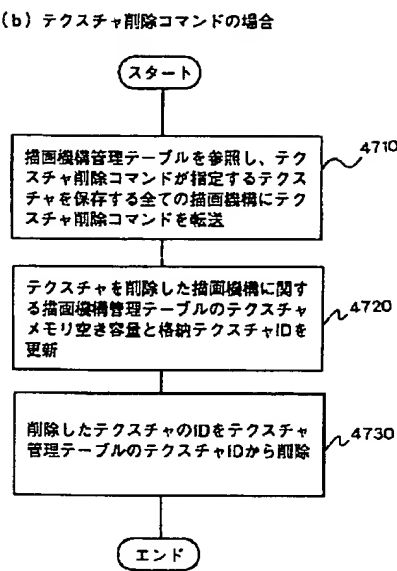 (b) テクスチャ削除コマンドの場合
スタート
描画機構管理テーブルを参照し、テク
スチャ削除コマンドが指定するテクス
チャを保存する全ての描画機構にテク
スチャ削除コマンドを転送
4710
テクスチャを削除した描画機構に関す
る描画機構管理テーブルのテクスチャ
メモリ空き容量と格納テクスチャIDを
更新
4720
削除したテクスチャのIDをテクスチャ
管理テーブルのテクスチャIDから削除
4730
エンド